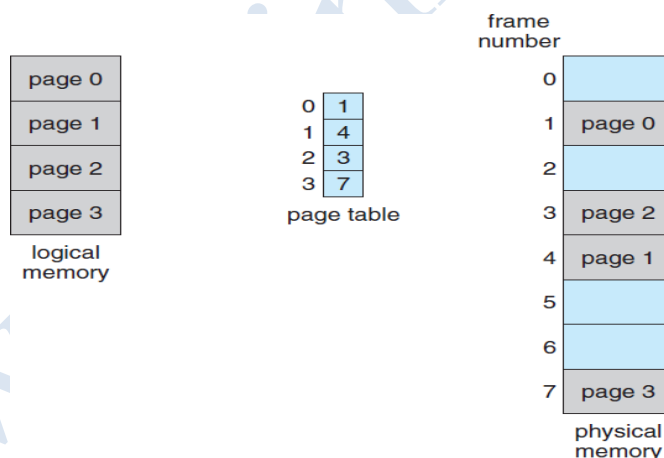 page 0
page 1
page 2
page 3
logical
memory
0 1
1 4
2 3
3 7
page table
frame
number
0
1 page 0
2
3 page 2
4 page 1
5
6
7 page 3
physical
memory